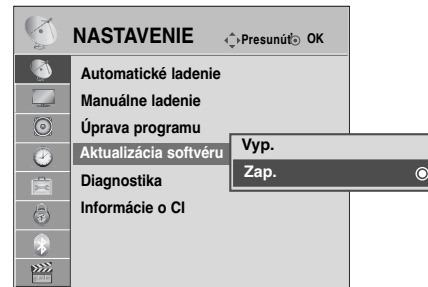 NASTAVENIE Presunúť OK
Automatické ladenie
Manuálne ladenie
Úprava programu
Aktualizácia softvéru
Vyp.
Zap.
Diagnostika
Informácie o CI